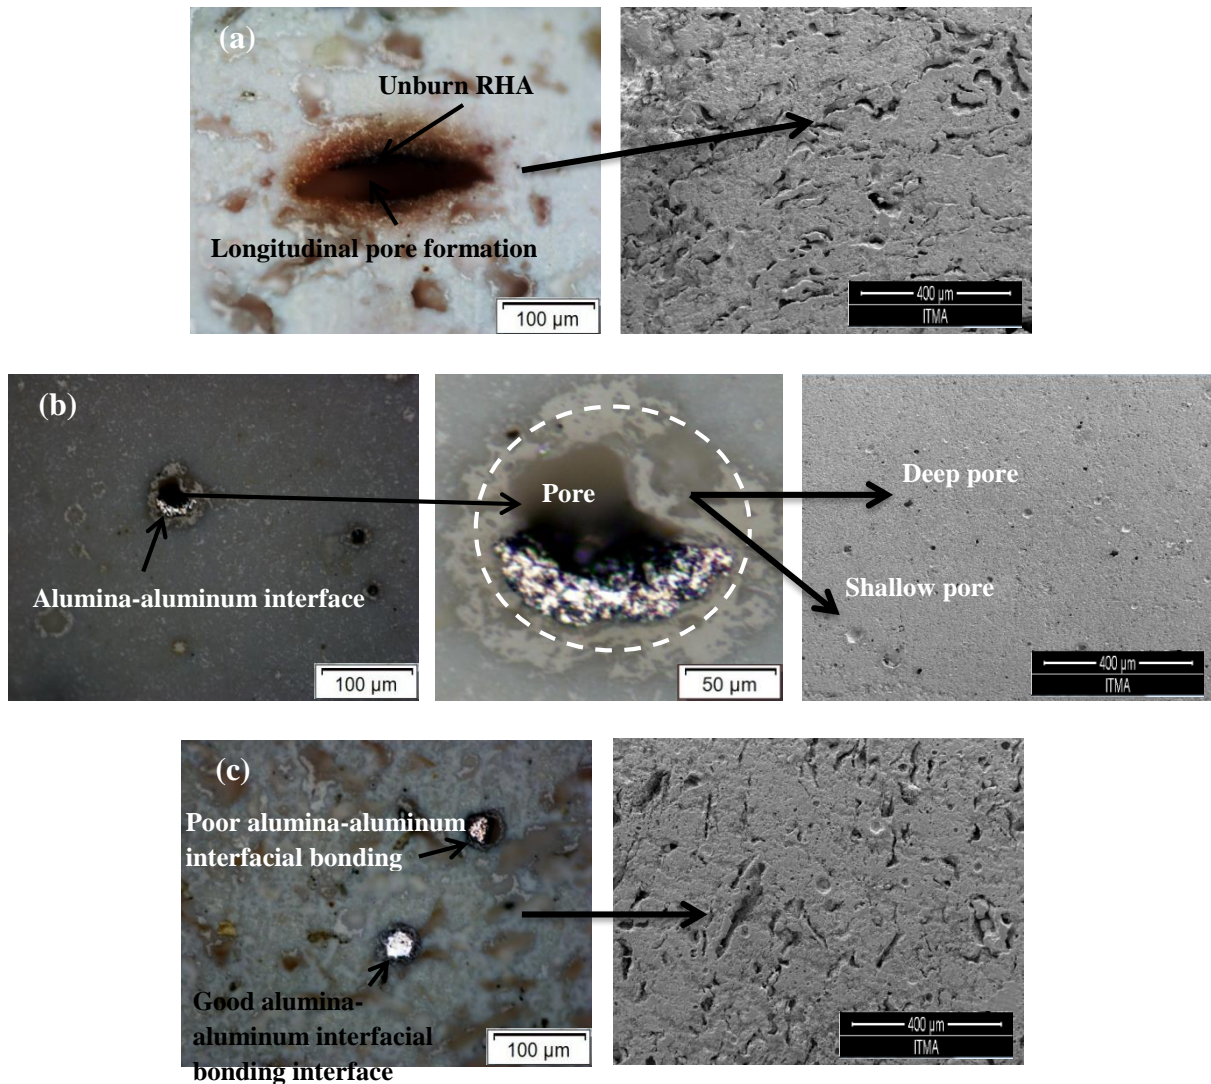 (a)
Unburn RHA
Longitudinal pore formation
100 µm
400 µm
ITMA
(b)
Alumina-aluminum interface
100 µm
Pore
50 µm
Deep pore
Shallow pore
400 µm
ITMA
(c)
Poor alumina-aluminum
interfacial bonding
Good alumina-
aluminum interfacial
bonding interface
100 µm
400 µm
ITMA